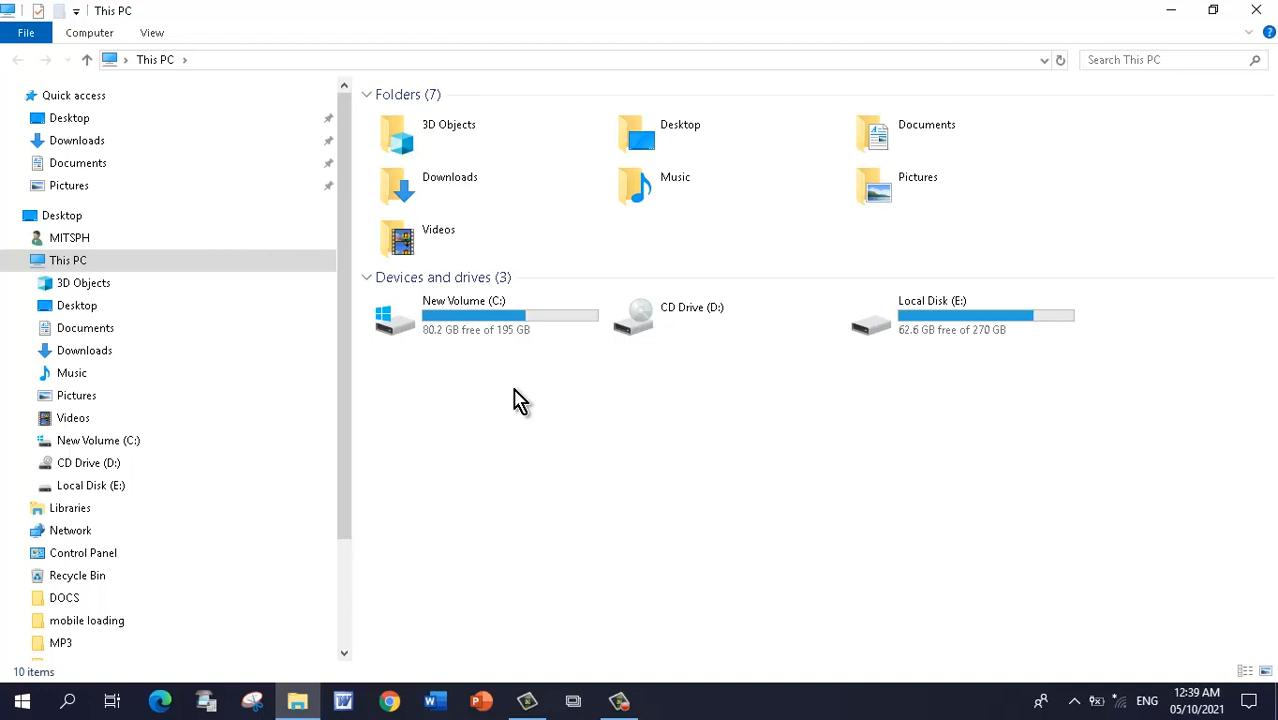 This PC
File
Computer
View
This PC
Search This PC
Quick access
Desktop
Downloads
Documents
Pictures
Desktop
MITSPH
This PC
3D Objects
Desktop
Documents
Downloads
Music
Pictures
Videos
New Volume (C:)
CD Drive (D:)
Local Disk (E:)
Libraries
Network
Control Panel
Recycle Bin
DOCS
mobile loading
MP3
Folders (7)
3D Objects
Desktop
Documents
Downloads
Music
Pictures
Videos
Devices and drives (3)
New Volume (C:)
80.2 GB free of 195 GB
CD Drive (D:)
Local Disk (E:)
62.6 GB free of 270 GB
10 items
ENG
12:39 AM
05/10/2021